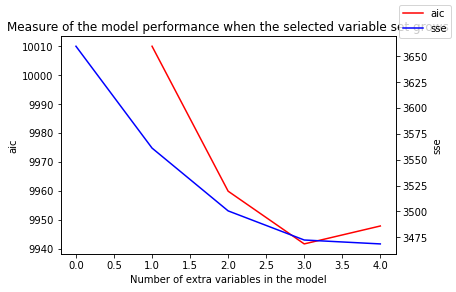 Measure of the model performance when the selected variable set
aic
sse
10010
10000
9990
9980
9970
9960
9950
9940
aic
3650
3625
3600
3575
3550
3525
3500
3475
sse
0.0 0.5 1.0 1.5 2.0 2.5 3.0 3.5 4.0
Number of extra variables in the model